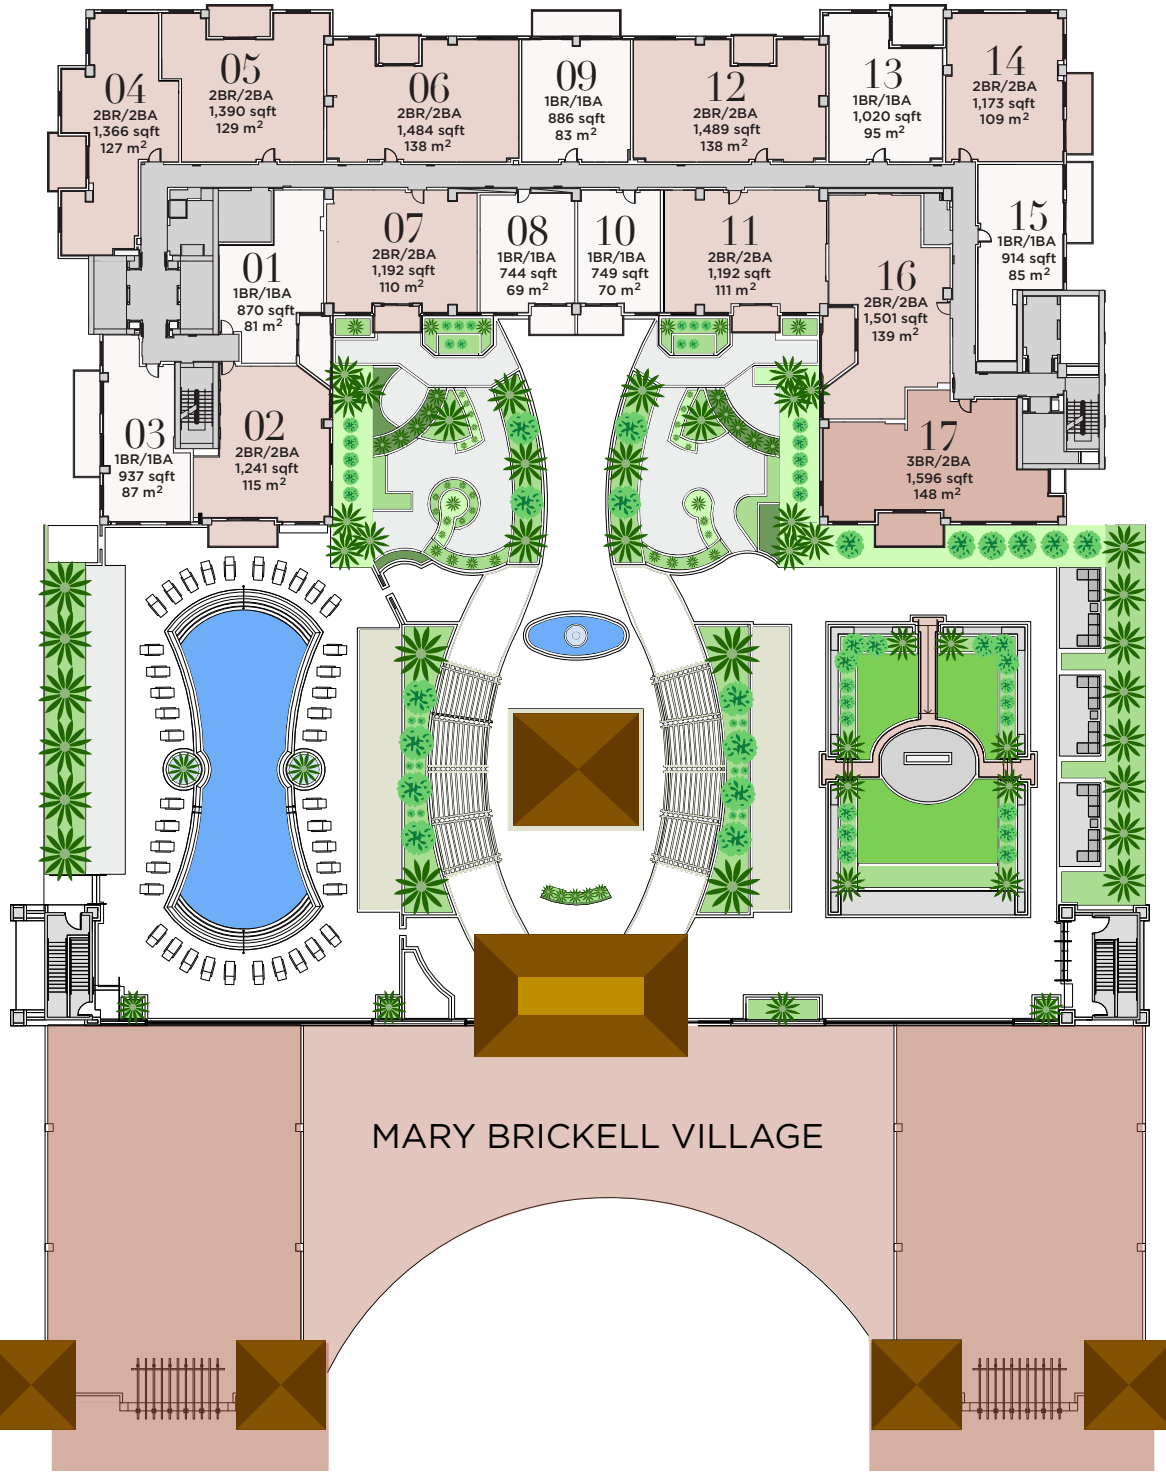 04
2BR/2BA
1,366 sqft
127 m²
05
2BR/2BA
1,390 sqft
129 m²
06
2BR/2BA
1,484 sqft
138 m²
09
1BR/1BA
886 sqft
83 m²
12
2BR/2BA
1,489 sqft
138 m²
13
1BR/1BA
1,020 sqft
95 m²
14
2BR/2BA
1,173 sqft
109 m²
01
1BR/1BA
870 sqft
81 m²
07
2BR/2BA
1,192 sqft
110 m²
08
1BR/1BA
744 sqft
69 m²
10
1BR/1BA
749 sqft
70 m²
11
2BR/2BA
1,192 sqft
111 m²
16
2BR/2BA
1,501 sqft
139 m²
15
1BR/1BA
914 sqft
85 m²
03
1BR/1BA
937 sqft
87 m²
02
2BR/2BA
1,241 sqft
115 m²
17
3BR/2BA
1,596 sqft
148 m²
MARY BRICKELL VILLAGE